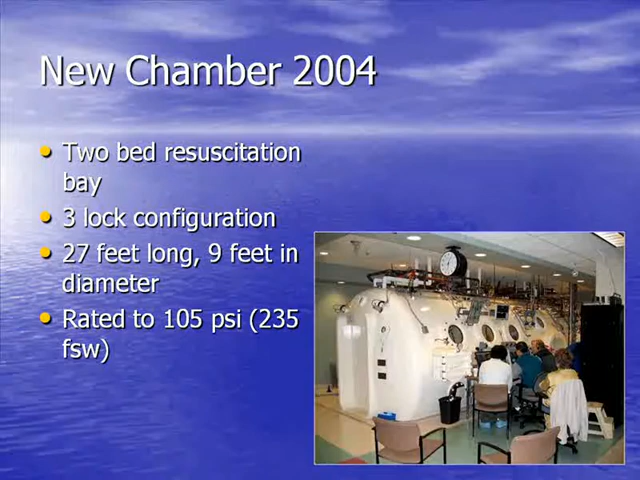 New Chamber 2004
• Two bed resuscitation
bay
• 3 lock configuration
• 27 feet long, 9 feet in
diameter
• Rated to 105 psi (235
fsw)